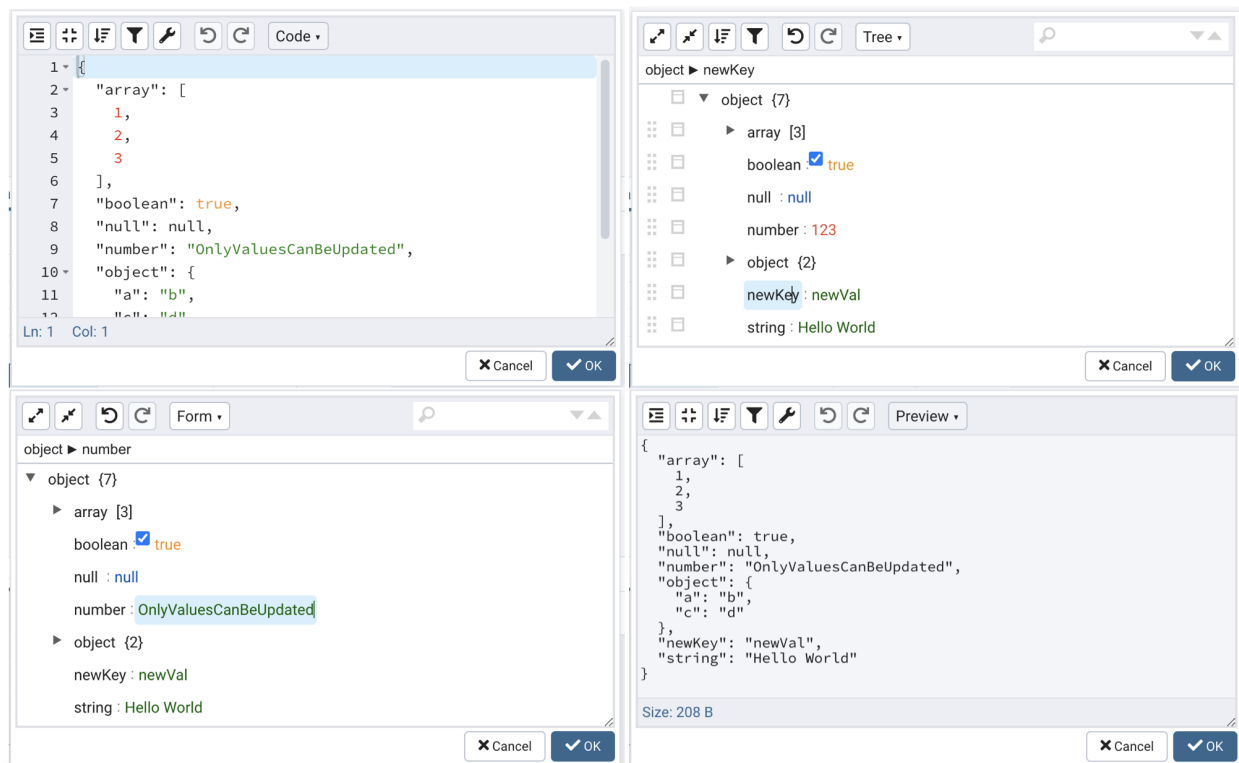 Code ▾
1 {
2 "array": [
3 1,
4 2,
5 3
6 ],
7 "boolean": true,
8 "null": null,
9 "number": "OnlyValuesCanBeUpdated",
10 "object": {
11 "a": "b",
12 "c": "d"
Ln: 1 Col: 1
Cancel OK
Tree ▾
object ► newKey
object {7}
array [3]
boolean : true
null : null
number : 123
object {2}
newKey : newVal
string : Hello World
Cancel OK
Form ▾
object ► number
object {7}
array [3]
boolean : true
null : null
number : OnlyValuesCanBeUpdated
object {2}
newKey : newVal
string : Hello World
Cancel OK
Preview ▾
{
"array": [
1,
2,
3
],
"boolean": true,
"null": null,
"number": "OnlyValuesCanBeUpdated",
"object": {
"a": "b",
"c": "d"
},
"newKey": "newVal",
"string": "Hello World"
}
Size: 208 B
Cancel OK